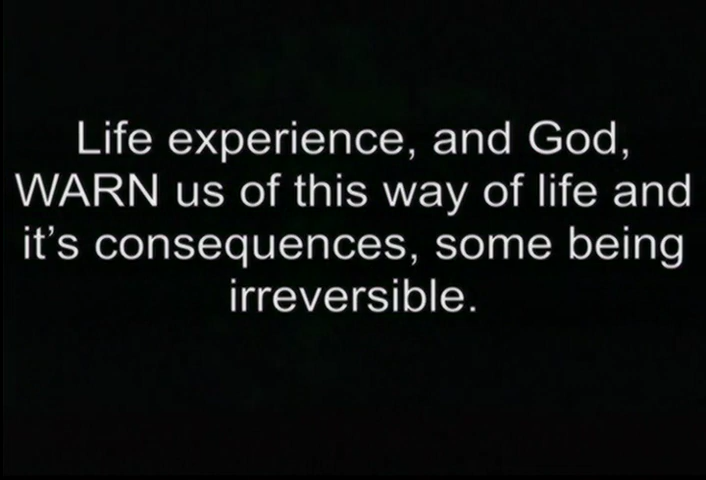 Life experience, and God,
WARN us of this way of life and
it’s consequences, some being
irreversible.